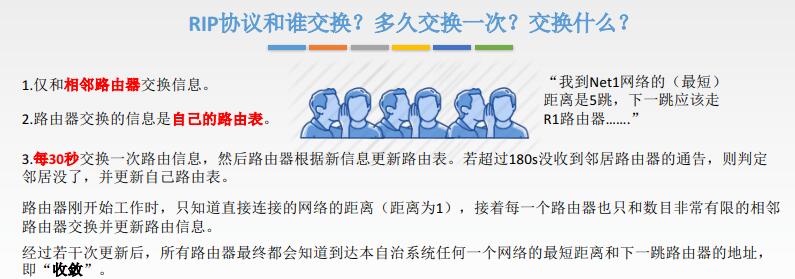 RIP协议和谁交换？多久交换一次？交换什么？
1.仅和相邻路由器交换信息。
2.路由器交换的信息是自己的路由表。
“我到Net1网络的（最短）
距离是5跳，下一跳应该走
R1路由器…….”
3.每30秒交换一次路由信息，然后路由器根据新信息更新路由表。若超过180s没收到邻居路由器的通告，则判定
邻居没了，并更新自己路由表。
路由器刚开始工作时，只知道直接连接的网络的距离（距离为1），接着每一个路由器也只和数目非常有限的相邻
路由器交换并更新路由信息。
经过若干次更新后，所有路由器最终都会知道到达本自治系统任何一个网络的最短距离和下一跳路由器的地址，
即“收敛”。